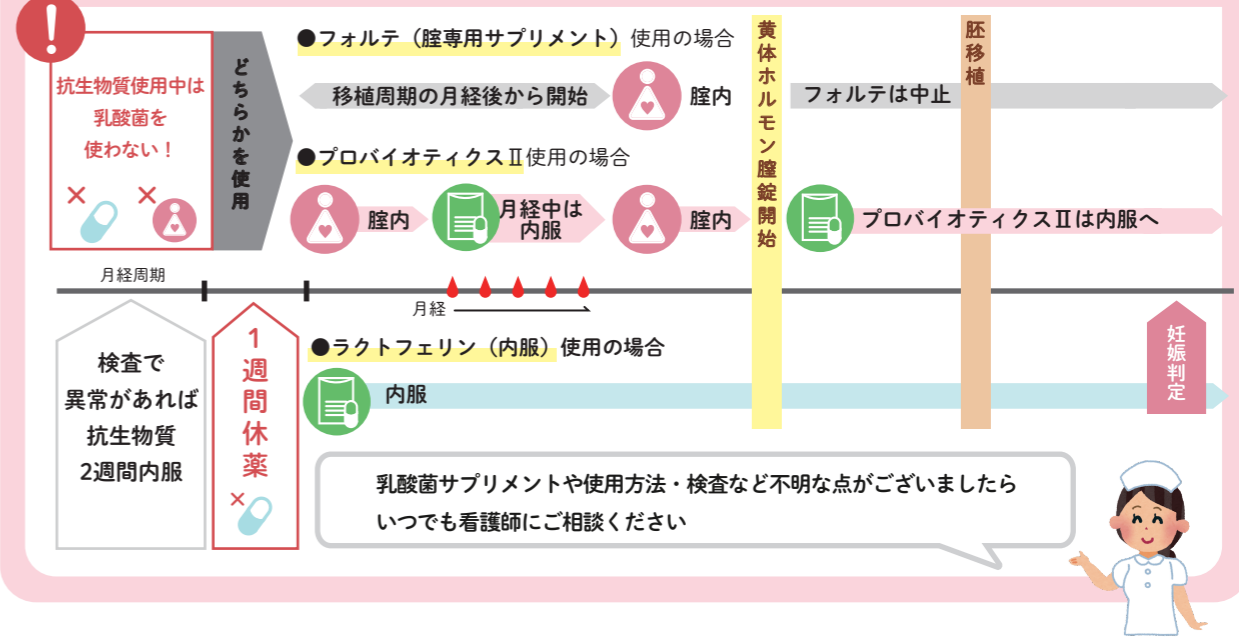 !
抗生物質使用中は
乳酸菌を
使わない！
どちらかを使用
●フォルテ（腟専用サプリメント）使用の場合
移植周期の月経後から開始
腟内
フォルテは中止
●プロバイオティクスⅡ使用の場合
腟内
月経中は
内服
腟内
プロバイオティクスⅡは内服へ
黄体ホルモン腟錠開始
胚移植
月経周期
月経
検査で
異常があれば
抗生物質
2週間内服
1週間休薬
●ラクトフェリン（内服）使用の場合
内服
妊娠判定
乳酸菌サプリメントや使用方法・検査など不明な点がございましたら
いつでも看護師にご相談ください